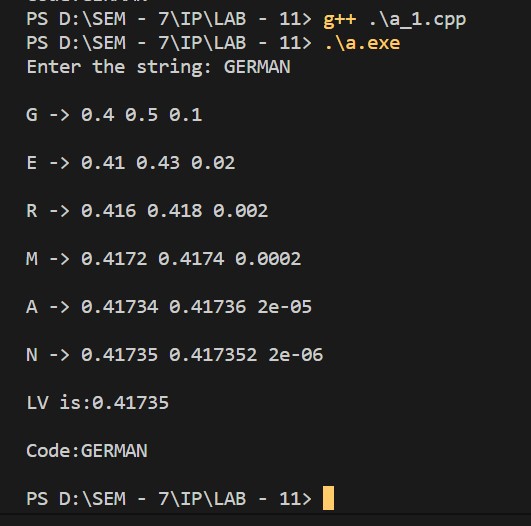 PS D:\SEM - 7\IP\LAB - 11> g++ .\a_1.cpp
PS D:\SEM - 7\IP\LAB - 11> .\a.exe
Enter the string: GERMAN
G -> 0.4 0.5 0.1
E -> 0.41 0.43 0.02
R -> 0.416 0.418 0.002
M -> 0.4172 0.4174 0.0002
A -> 0.41734 0.41736 2e-05
N -> 0.41735 0.417352 2e-06
LV is:0.41735
Code:GERMAN
PS D:\SEM - 7\IP\LAB - 11>